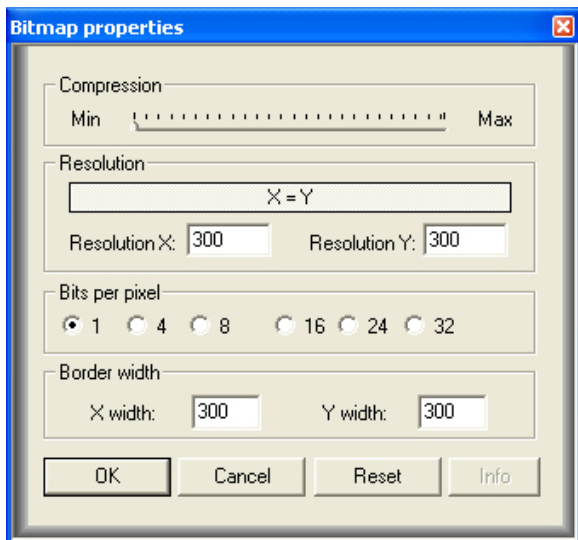 Bitmap properties
Compression
Min Max
Resolution
X = Y
Resolution X: 300 Resolution Y: 300
Bits per pixel
1 4 8 16 24 32
Border width
X width: 300 Y width: 300
OK Cancel Reset Info